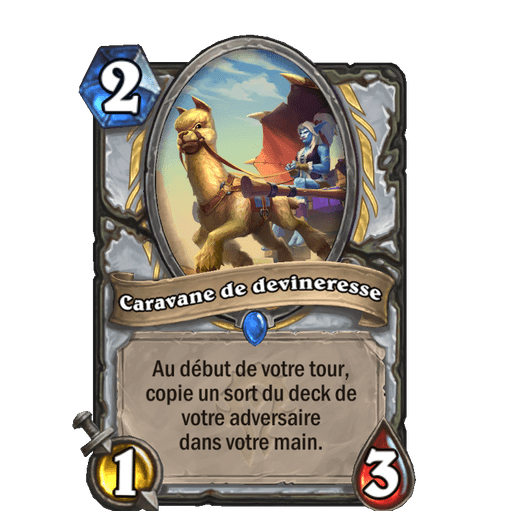 2
Caravane de devineresse
Au début de votre tour,
copie un sort du deck de
votre adversaire
dans votre main.
1
3